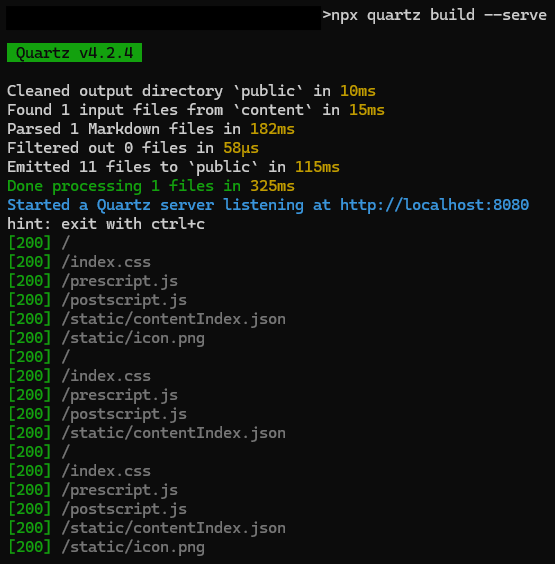 >npx quartz build --serve
Quartz v4.2.4
Cleaned output directory `public` in 10ms
Found 1 input files from `content` in 15ms
Parsed 1 Markdown files in 182ms
Filtered out 0 files in 58μs
Emitted 11 files to `public` in 115ms
Done processing 1 files in 325ms
Started a Quartz server listening at http://localhost:8080
hint: exit with ctrl+c
[200] /
[200] /index.css
[200] /prescript.js
[200] /postscript.js
[200] /static/contentIndex.json
[200] /static/icon.png
[200] /
[200] /index.css
[200] /prescript.js
[200] /postscript.js
[200] /static/contentIndex.json
[200] /
[200] /index.css
[200] /prescript.js
[200] /postscript.js
[200] /static/contentIndex.json
[200] /static/icon.png